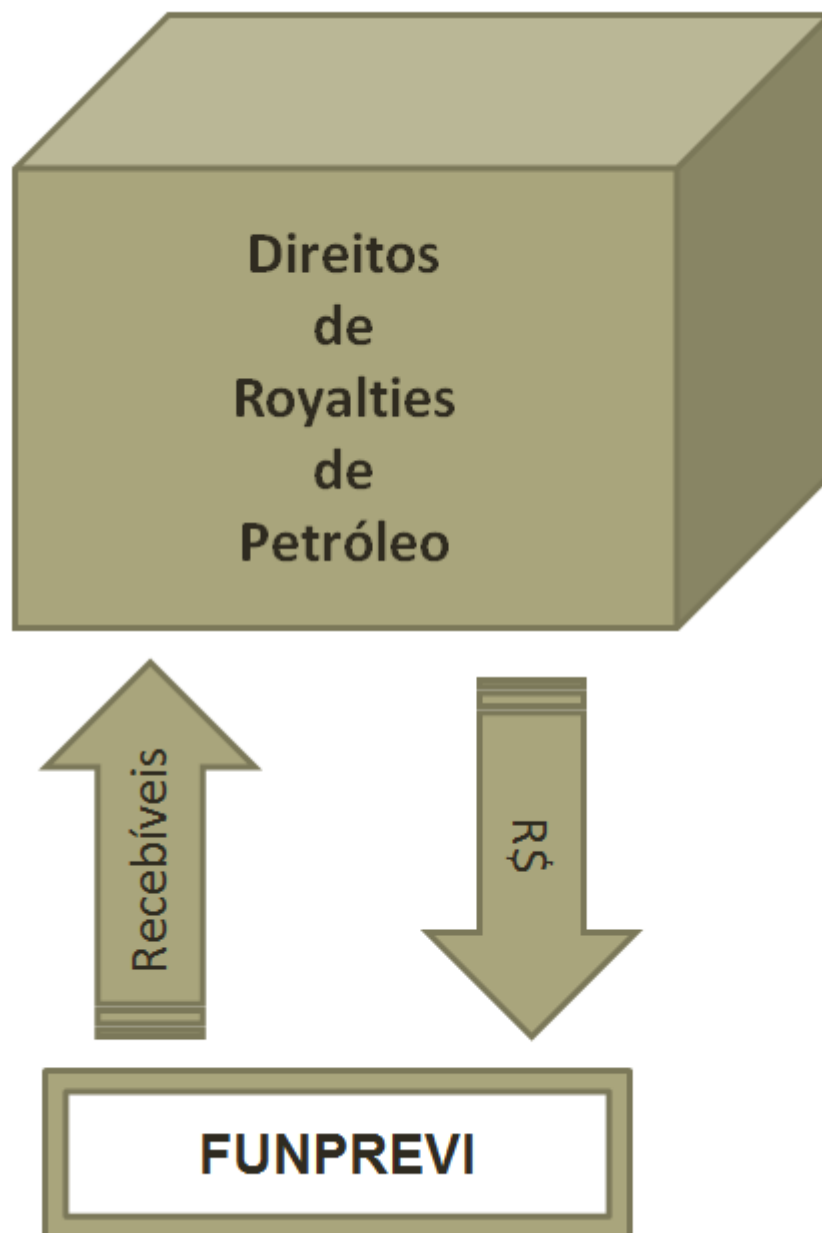 Direitos
de
Royalties
de
Petróleo
Recebíveis
R$
FUNPREVI